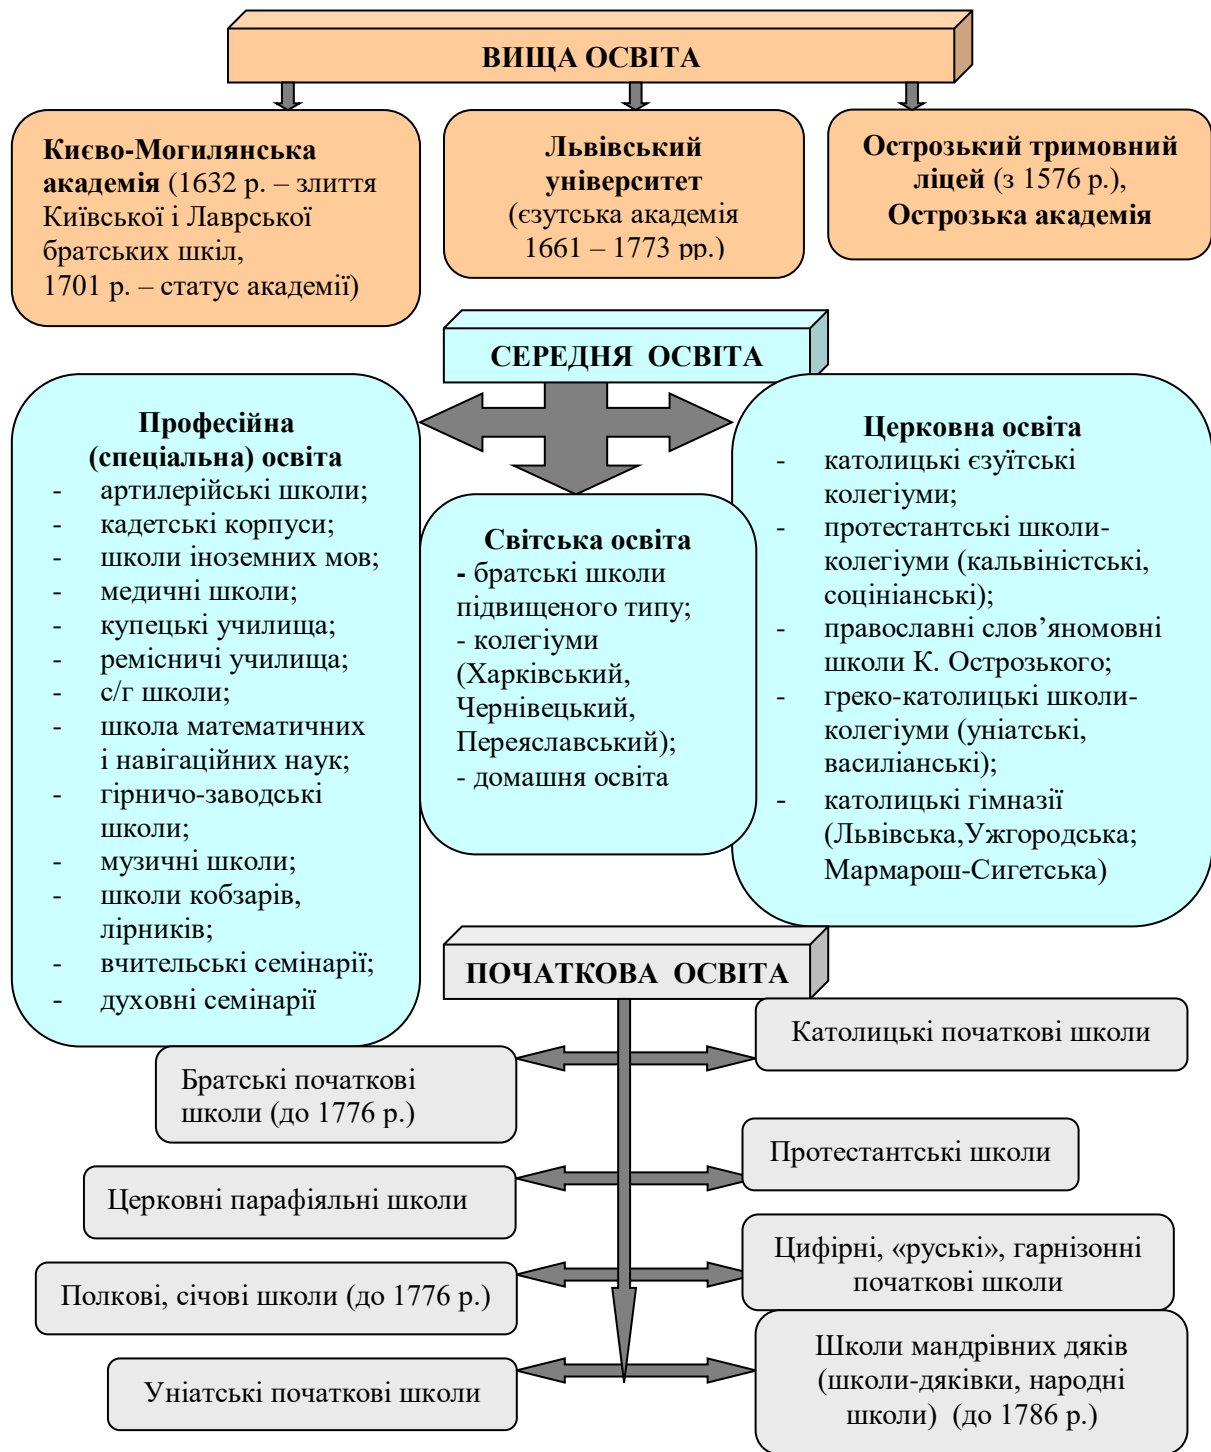 ВИЩА ОСВІТА
Києво-Могилянська
академія (1632 р. – злиття
Київської і Лаврської
братських шкіл,
1701 р. – статус академії)
Львівський
університет
(єзутська академія
1661 – 1773 рр.)
Острозький тримовний
ліцей (з 1576 р.),
Острозька академія
СЕРЕДНЯ ОСВІТА
Професійна
(спеціальна) освіта
- артилерійські школи;
- кадетські корпуси;
- школи іноземних мов;
- медичні школи;
- купецькі училища;
- ремісничі училища;
- с/г школи;
- школа математичних
і навігаційних наук;
- гірничо-заводські
школи;
- музичні школи;
- школи кобзарів,
лірників;
- вчительські семінарії;
- духовні семінарії
Світська освіта
- братські школи
підвищеного типу;
- колегіуми
(Харківський,
Чернівецький,
Переяславський);
- домашня освіта
Церковна освіта
- католицькі єзуїтські
колегіуми;
- протестантські школи-
колегіуми (кальвіністські,
соцініанські);
- православні слов’яномовні
школи К. Острозького;
- греко-католицькі школи-
колегіуми (уніатські,
василіанські);
- католицькі гімназії
(Львівська,Ужгородська;
Мармарош-Сигетська)
ПОЧАТКОВА ОСВІТА
Католицькі початкові школи
Братські початкові
школи (до 1776 р.)
Протестантські школи
Церковні парафіяльні школи
Цифірні, «руські», гарнізонні
початкові школи
Полкові, січові школи (до 1776 р.)
Школи мандрівних дяків
(школи-дяківки, народні
школи) (до 1786 р.)
Уніатські початкові школи